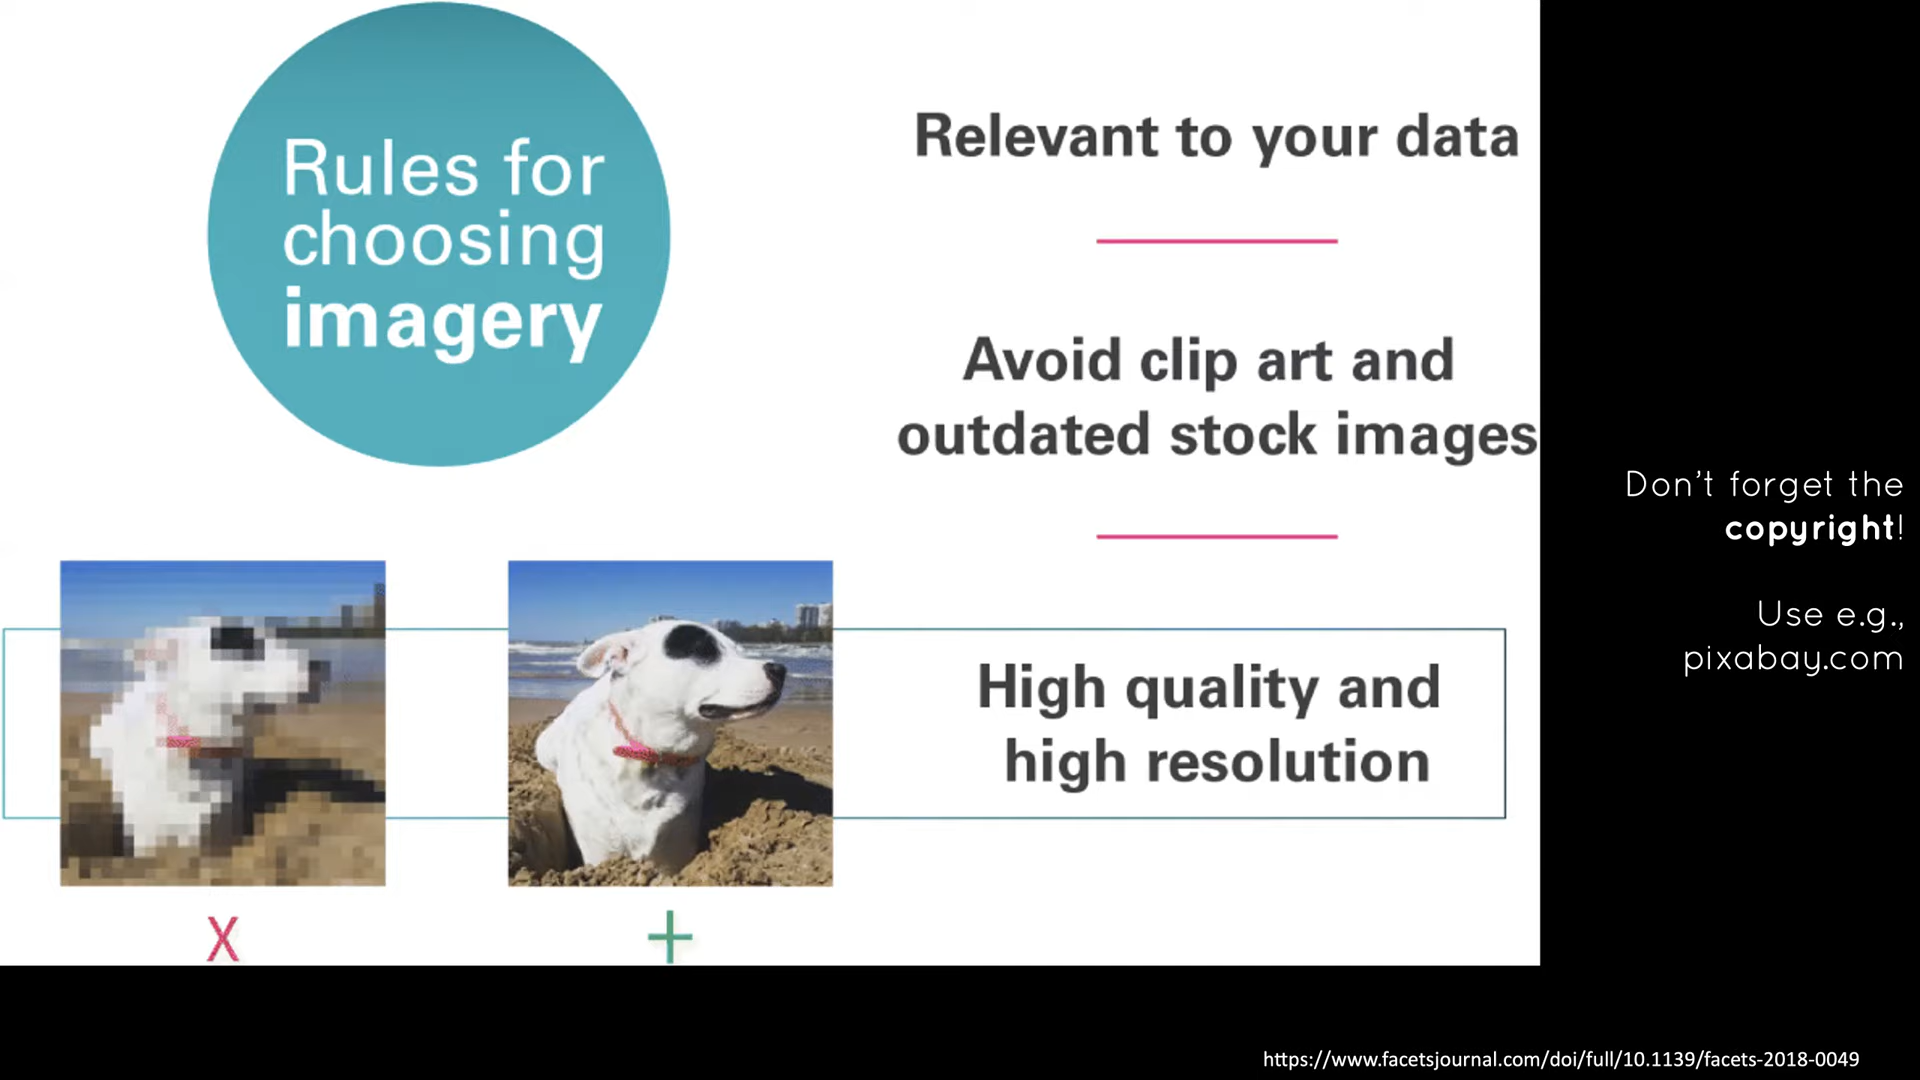 Rules for
choosing
imagery
Relevant to your data
Avoid clip art and
outdated stock images
High quality and
high resolution
X
+
Don't forget the
copyright!
Use e.g.,
pixabay.com
https://www.facetsjournal.com/doi/full/10.1139/facets-2018-0049